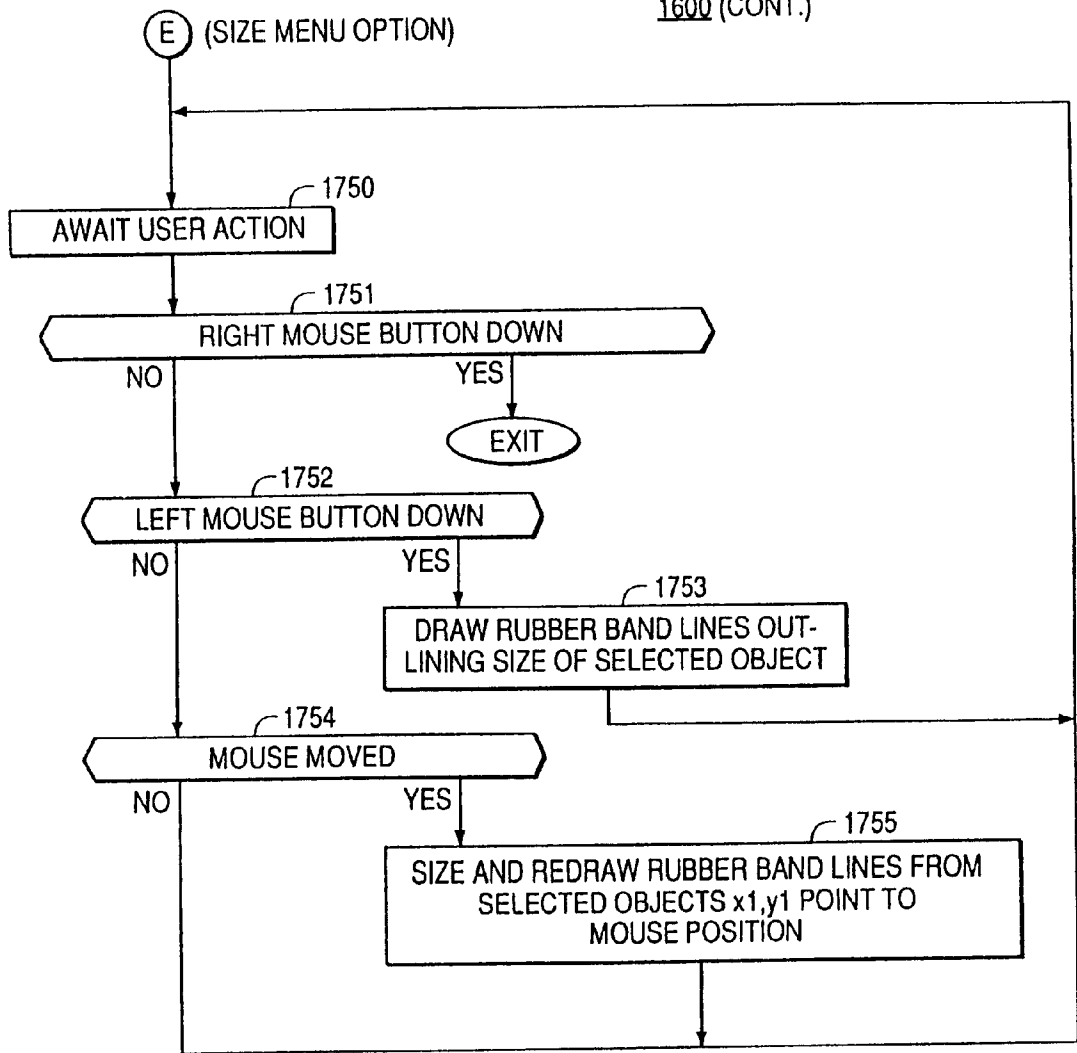 1600 (CONT.)
E (SIZE MENU OPTION)
1750
AWAIT USER ACTION
1751
RIGHT MOUSE BUTTON DOWN
NO YES
EXIT
1752
LEFT MOUSE BUTTON DOWN
NO YES
1753
DRAW RUBBER BAND LINES OUT-
LINING SIZE OF SELECTED OBJECT
1754
MOUSE MOVED
NO YES
1755
SIZE AND REDRAW RUBBER BAND LINES FROM
SELECTED OBJECTS x1,y1 POINT TO
MOUSE POSITION